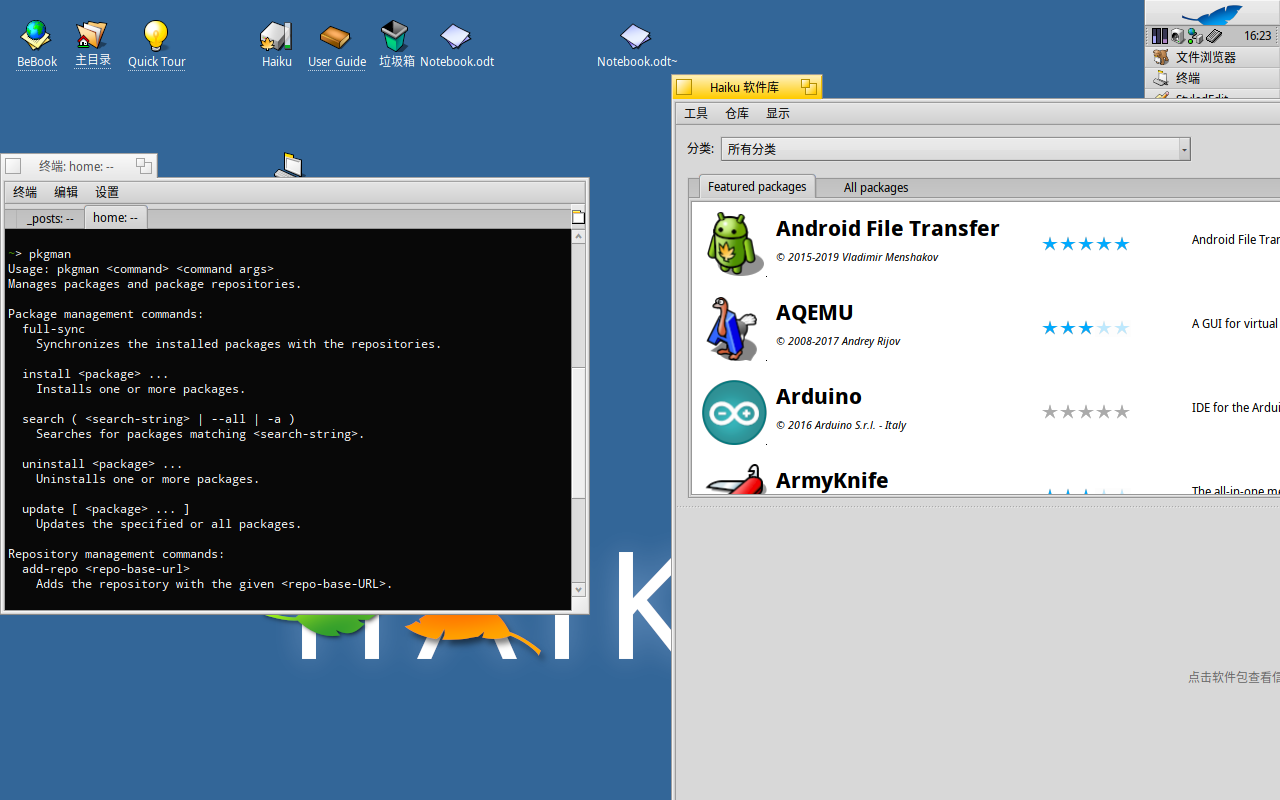 BeBook
主目录
Quick Tour
Haiku
User Guide
垃圾箱
Notebook.odt
Notebook.odt~
16:23
文件浏览器
终端
StyledEdit
终端: home: --
终端 编辑 设置
_posts: --
home: --
~> pkgman
Usage: pkgman <command> <command args>
Manages packages and package repositories.
Package management commands:
full-sync
Synchronizes the installed packages with the repositories.
install <package> ...
Installs one or more packages.
search ( <search-string> | --all | -a )
Searches for packages matching <search-string>.
uninstall <package> ...
Uninstalls one or more packages.
update [ <package> ... ]
Updates the specified or all packages.
Repository management commands:
add-repo <repo-base-url>
Adds the repository with the given <repo-base-URL>.
Haiku 软件库
工具 仓库 显示
分类: 所有分类
Featured packages
All packages
Android File Transfer
© 2015-2019 Vladimir Menshakov
Android File Tran
AQEMU
© 2008-2017 Andrey Rijov
A GUI for virtual
Arduino
© 2016 Arduino S.r.l. - Italy
IDE for the Ardui
ArmyKnife
The all-in-one me
点击软件包查看信
HAIK